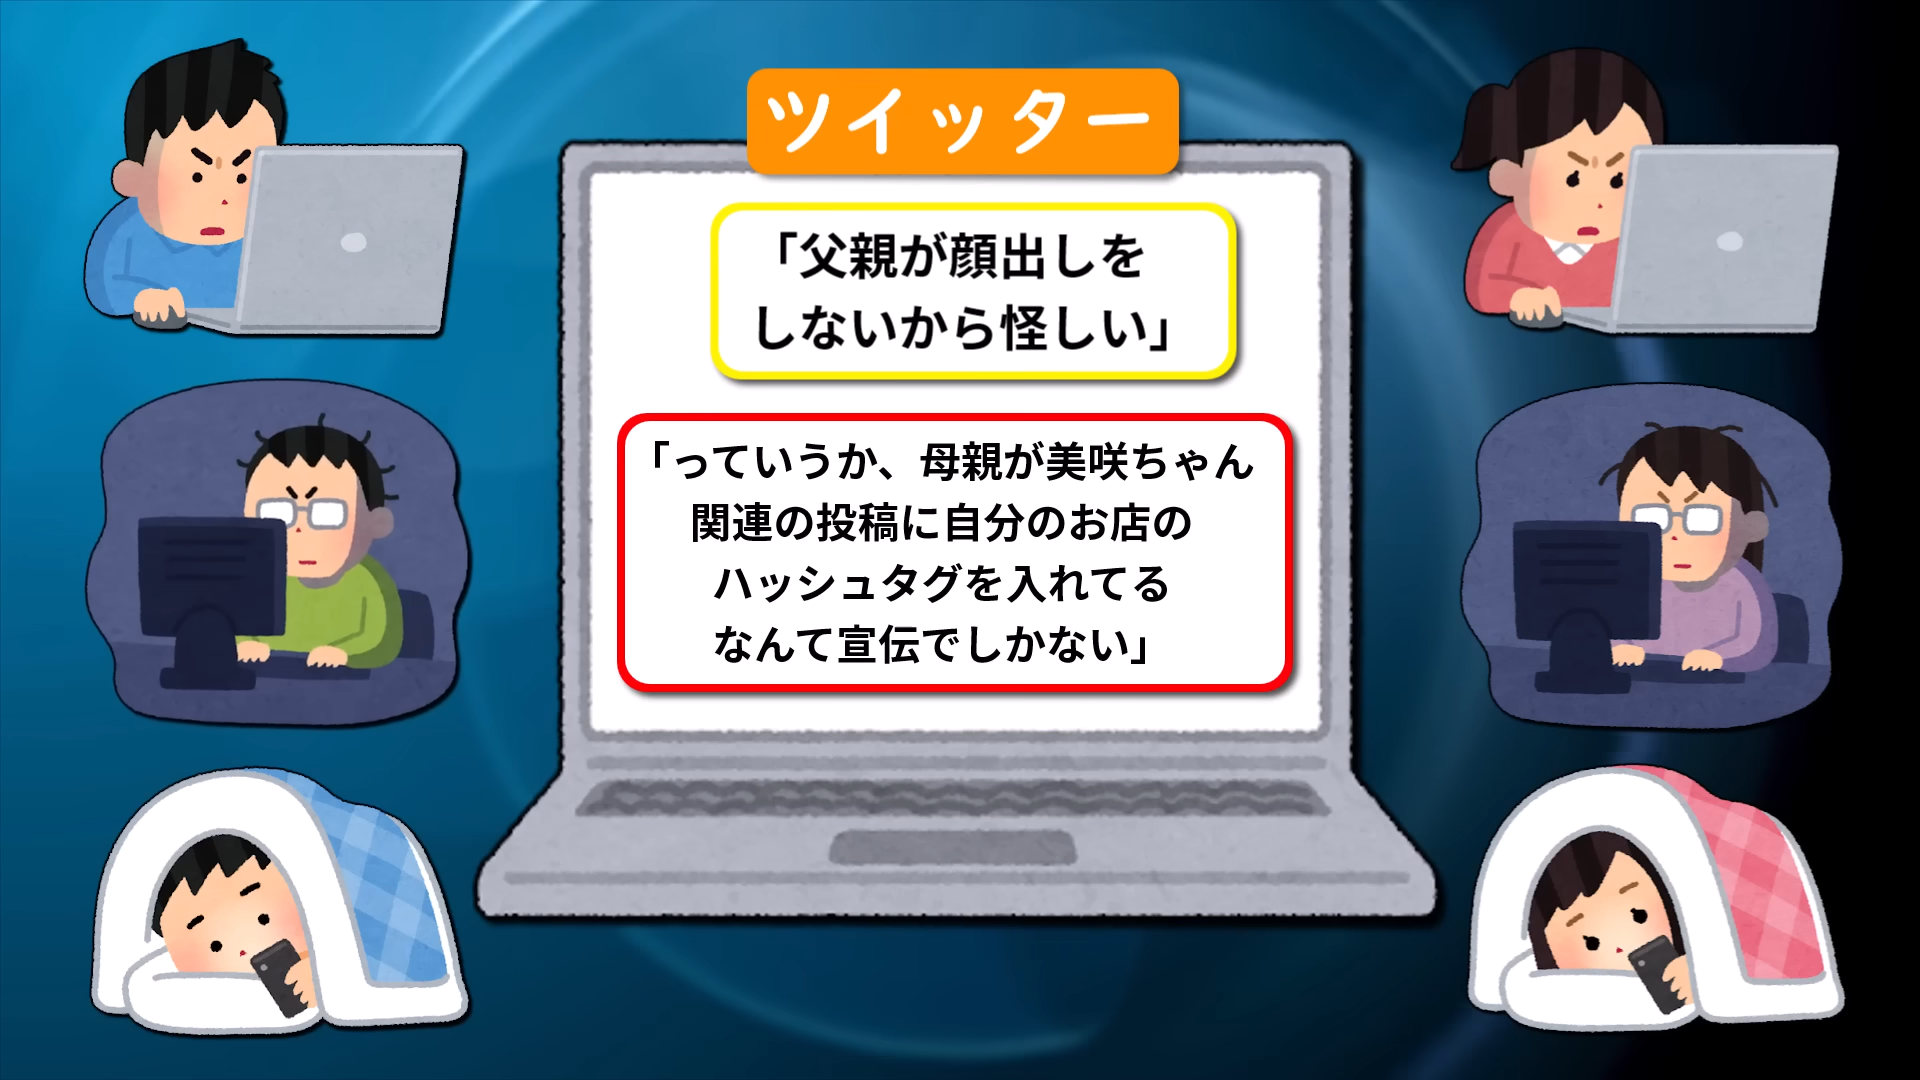 ツイッター
「父親が顔出しを
しないから怪しい」
「っていうか、母親が美咲ちゃん
関連の投稿に自分のお店の
ハッシュタグを入れてる
なんて宣伝でしかない」